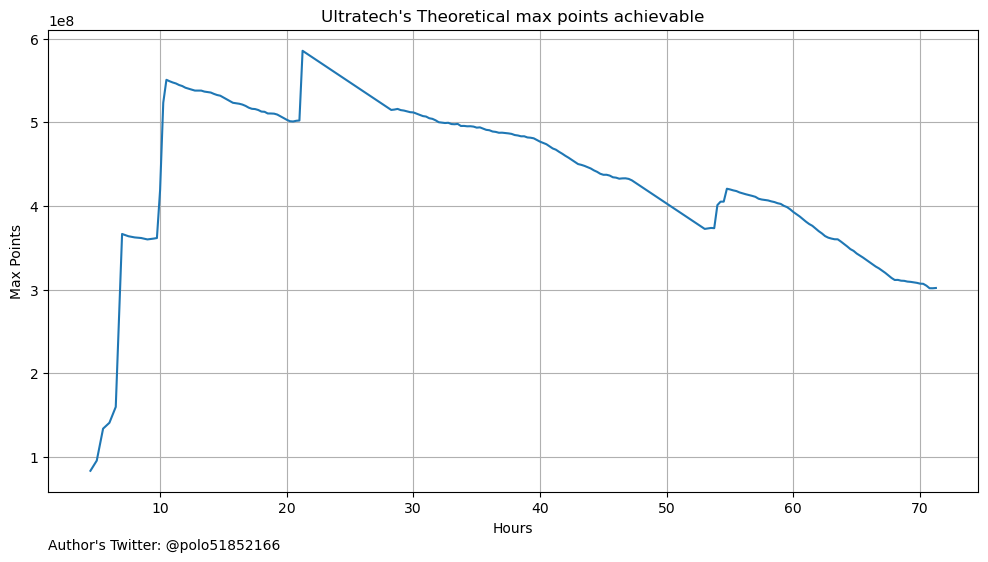 Ultratech's Theoretical max points achievable
1e8
6
5
4
3
2
1
Max Points
10 20 30 40 50 60 70
Hours
Author's Twitter: @polo51852166